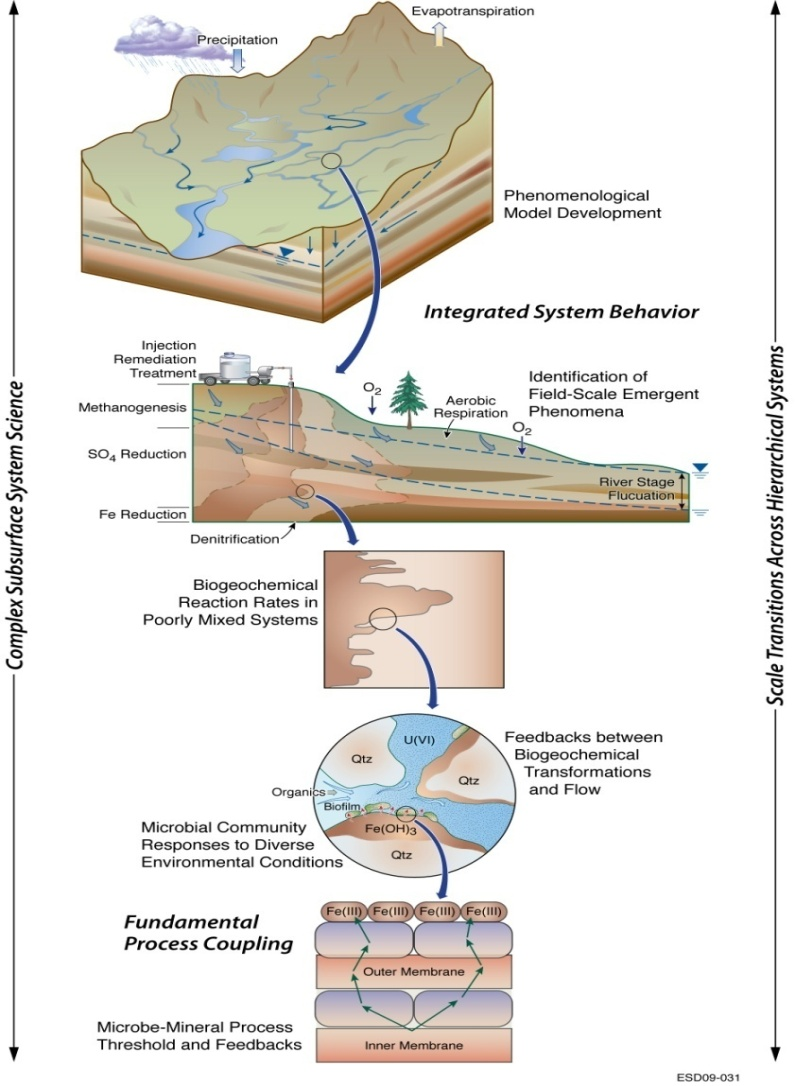 Evapotranspiration
Precipitation
Phenomenological
Model Development
Integrated System Behavior
Injection
Remediation
Treatment
Methanogenesis
SO4 Reduction
Fe Reduction
Denitrification
O2
Aerobic
Respiration
O2
Identification of
Field-Scale Emergent
Phenomena
River Stage
Flucuation
Biogeochemical
Reaction Rates in
Poorly Mixed Systems
U(VI)
Qtz
Qtz
Organics
Biofilm
Fe(OH)3
Qtz
Feedbacks between
Biogeochemical
Transformations
and Flow
Microbial Community
Responses to Diverse
Environmental Conditions
Fundamental
Process Coupling
Fe(III) Fe(III) Fe(III) Fe(III)
Outer Membrane
Inner Membrane
Microbe-Mineral Process
Threshold and Feedbacks
Complex Subsurface System Science
Scale Transitions Across Hierarchical Systems
ESD09-031